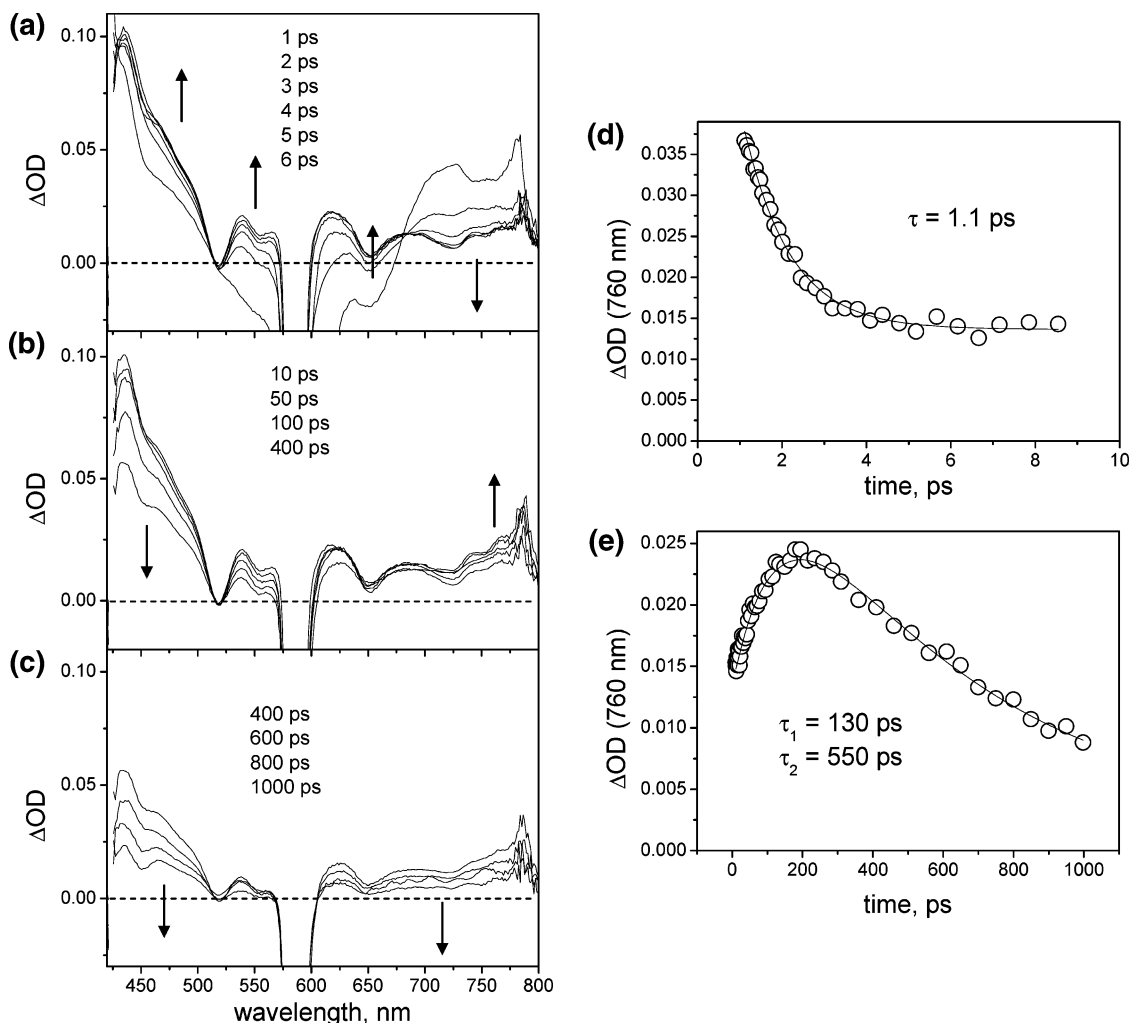 (a)
0.10
0.05
0.00
ΔOD
1 ps
2 ps
3 ps
4 ps
5 ps
6 ps
(b)
0.10
0.05
0.00
ΔOD
10 ps
50 ps
100 ps
400 ps
(c)
0.10
0.05
0.00
ΔOD
400 ps
600 ps
800 ps
1000 ps
450 500 550 600 650 700 750 800
wavelength, nm
(d)
0.035
0.030
0.025
0.020
0.015
0.010
0.005
0.000
ΔOD (760 nm)
τ = 1.1 ps
0 2 4 6 8 10
time, ps
(e)
0.025
0.020
0.015
0.010
0.005
0.000
ΔOD (760 nm)
τ1 = 130 ps
τ2 = 550 ps
0 200 400 600 800 1000
time, ps